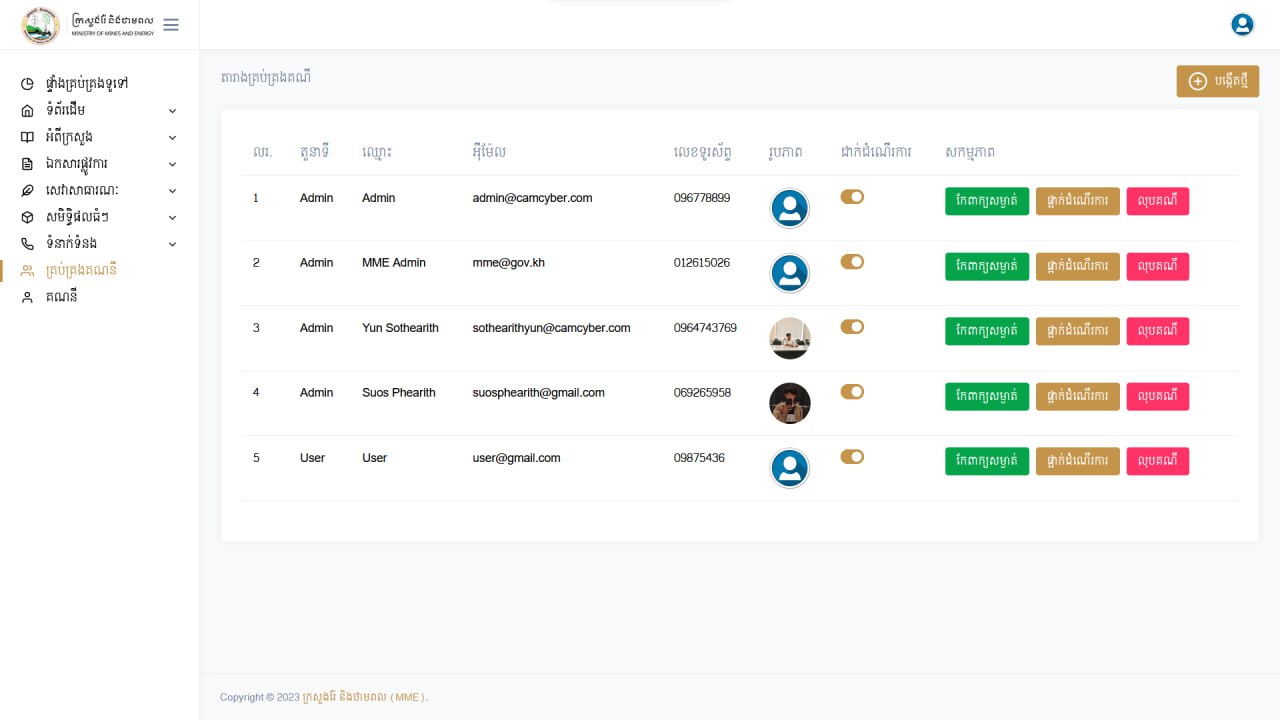 ក្រសួងរ៉ែ និងថាមពល
MINISTRY OF MINES AND ENERGY
ផ្ទាំងគ្រប់គ្រងទូទៅ
ទំព័រដើម
អំពីក្រសួង
ឯកសារផ្លូវការ
សេវាសាធារណៈ
សមិទ្ធិផលធំៗ
ទំនាក់ទំនង
គ្រប់គ្រងគណនី
គណនី
តារាងគ្រប់គ្រងគណនី
បង្កើតថ្មី
ល.រ. តួនាទី ឈ្មោះ អ៊ីម៉ែល លេខទូរស័ព្ទ រូបភាព ដាក់ដំណើរការ សកម្មភាព
1 Admin Admin admin@camcyber.com 096778899 កែពាក្យសម្ងាត់ ផ្អាកដំណើរការ លុបគណនី
2 Admin MME Admin mme@gov.kh 012615026 កែពាក្យសម្ងាត់ ផ្អាកដំណើរការ លុបគណនី
3 Admin Yun Sothearith sothearithyun@camcyber.com 0964743769 កែពាក្យសម្ងាត់ ផ្អាកដំណើរការ លុបគណនី
4 Admin Suos Phearith suosphearith@gmail.com 069265958 កែពាក្យសម្ងាត់ ផ្អាកដំណើរការ លុបគណនី
5 User User user@gmail.com 09875436 កែពាក្យសម្ងាត់ ផ្អាកដំណើរការ លុបគណនី
Copyright © 2023 ក្រសួងរ៉ែ និងថាមពល (MME).